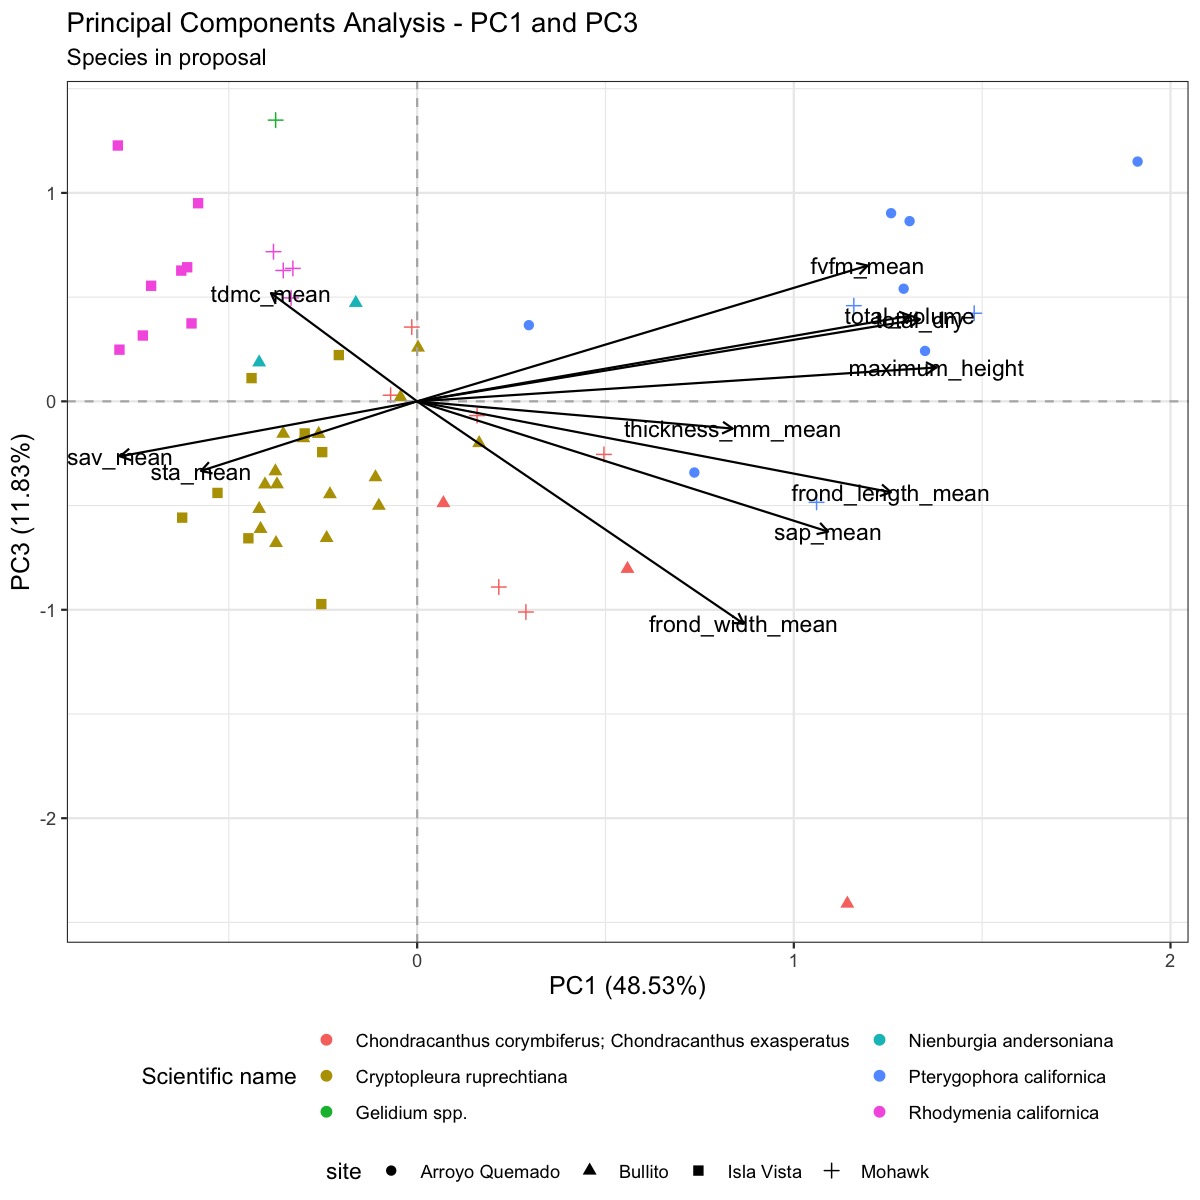 Principal Components Analysis - PC1 and PC3
Species in proposal
fvfm_mean
tdmc_mean
total_volume
total_dry
maximum_height
thickness_mm_mean
sav_mean
sta_mean
frond_length_mean
sap_mean
frond_width_mean
1
0
-1
-2
PC3 (11.83%)
0
1
2
PC1 (48.53%)
Scientific name
Chondracanthus corymbiferus; Chondracanthus exasperatus
Cryptopleura ruprechtiana
Gelidium spp.
Nienburgia andersoniana
Pterygophora californica
Rhodymenia californica
site
Arroyo Quemado
Bullito
Isla Vista
Mohawk